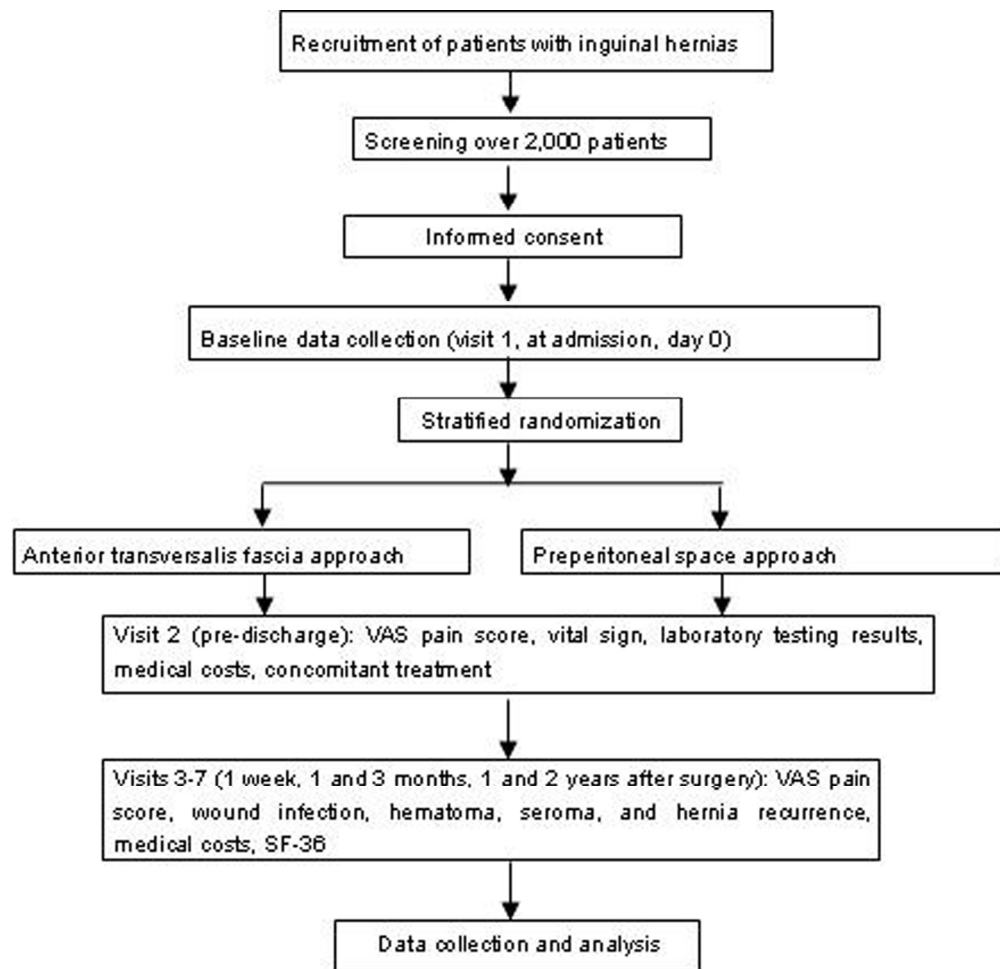 Recruitment of patients with inguinal hernias
Screening over 2,000 patients
Informed consent
Baseline data collection (visit 1, at admission, day 0)
Stratified randomization
Anterior transversalis fascia approach
Preperitoneal space approach
Visit 2 (pre-discharge): VAS pain score, vital sign, laboratory testing results,
medical costs, concomitant treatment
Visits 3-7 (1 week, 1 and 3 months, 1 and 2 years after surgery): VAS pain
score, wound infection, hematoma, seroma, and hernia recurrence,
medical costs, SF-36
Data collection and analysis